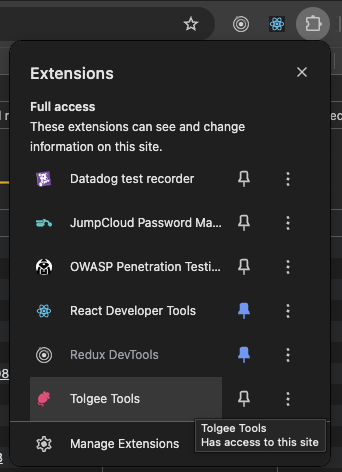 Extensions
Full access
These extensions can see and change
information on this site.
Datadog test recorder
JumpCloud Password Ma...
OWASP Penetration Testi...
React Developer Tools
Redux DevTools
Tolgee Tools
Tolgee Tools
Has access to this site
Manage Extensions